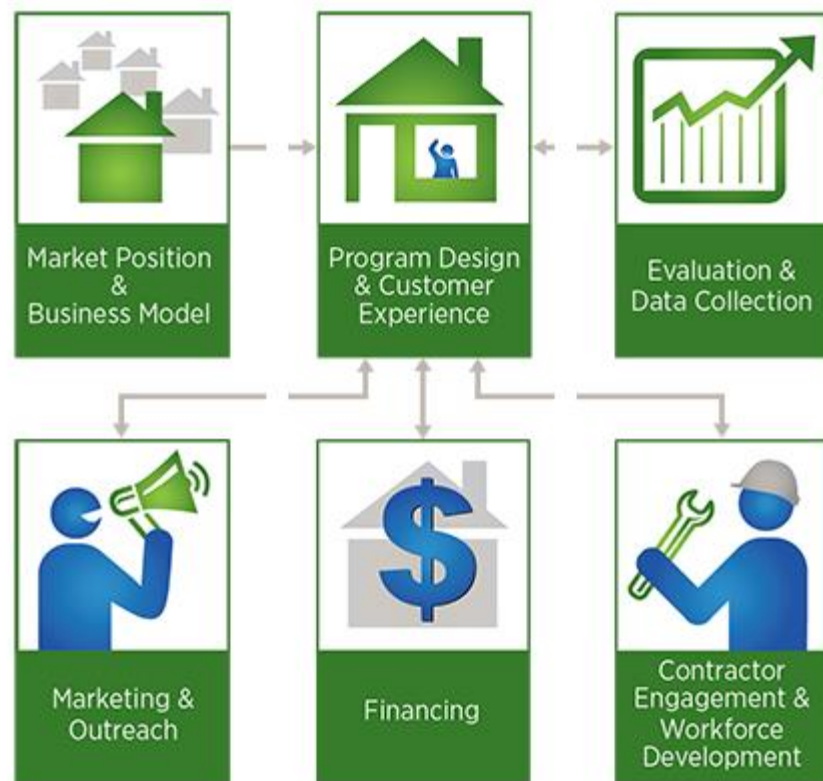 Market Position
&
Business Model
Program Design
& Customer
Experience
Evaluation &
Data Collection
Marketing &
Outreach
$
Financing
Contractor
Engagement &
Workforce
Development